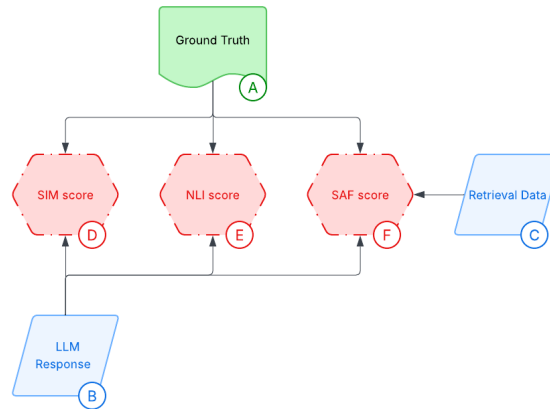 Ground Truth
A
SIM score
D
NLI score
E
SAF score
F
Retrieval Data
C
LLM
Response
B